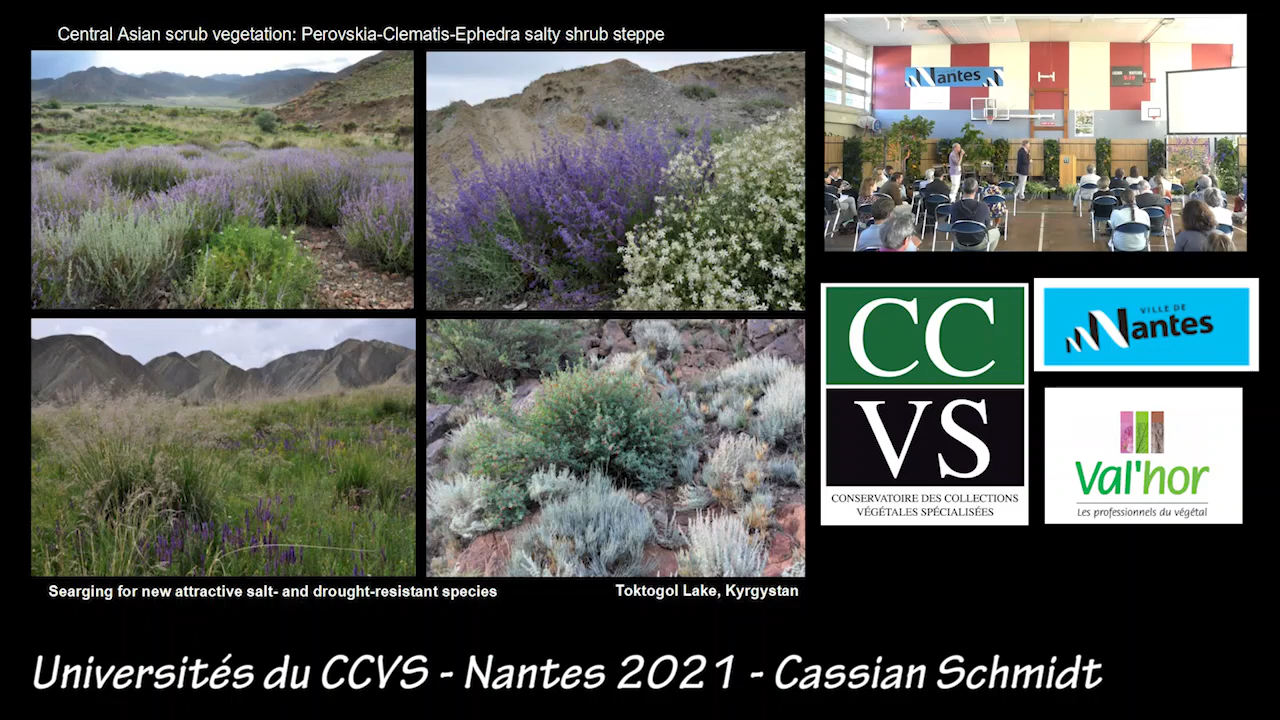 Central Asian scrub vegetation: Perovskia-Clematis-Ephedra salty shrub steppe
Nantes
CC
VS
CONSERVATOIRE DES COLLECTIONS
VÉGÉTALES SPÉCIALISÉES
VILLE DE
Nantes
Val'hor
Les professionnels du végétal
Searging for new attractive salt- and drought-resistant species
Toktogol Lake, Kyrgystan
Universités du CCVS - Nantes 2021 - Cassian Schmidt